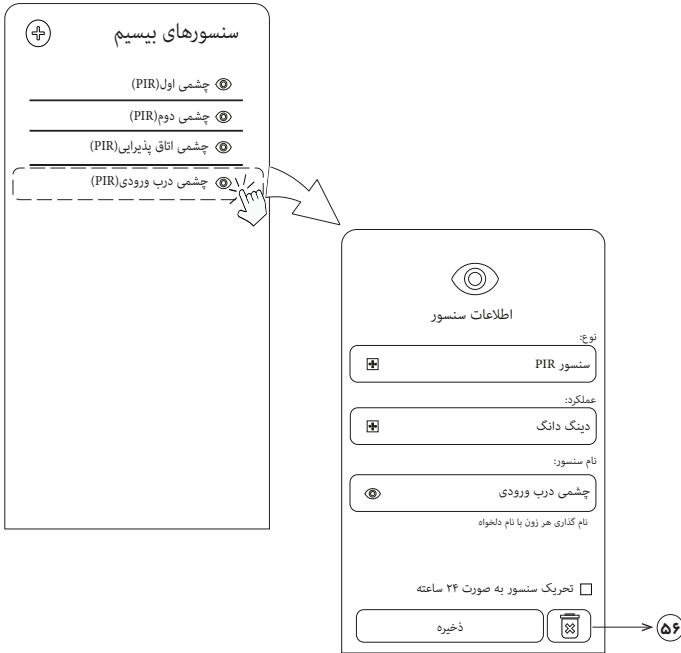 سنسورهای بیسیم
چشمی اول(PIR)
چشمی دوم(PIR)
چشمی اتاق پذیرایی(PIR)
چشمی درب ورودی(PIR)
اطلاعات سنسور
نوع:
سنسور PIR
عملکرد:
دینگ دانگ
نام سنسور:
چشمی درب ورودی
نام گذاری هر زون با نام دلخواه
تحریک سنسور به صورت ۲۴ ساعته
ذخیره
۵۶